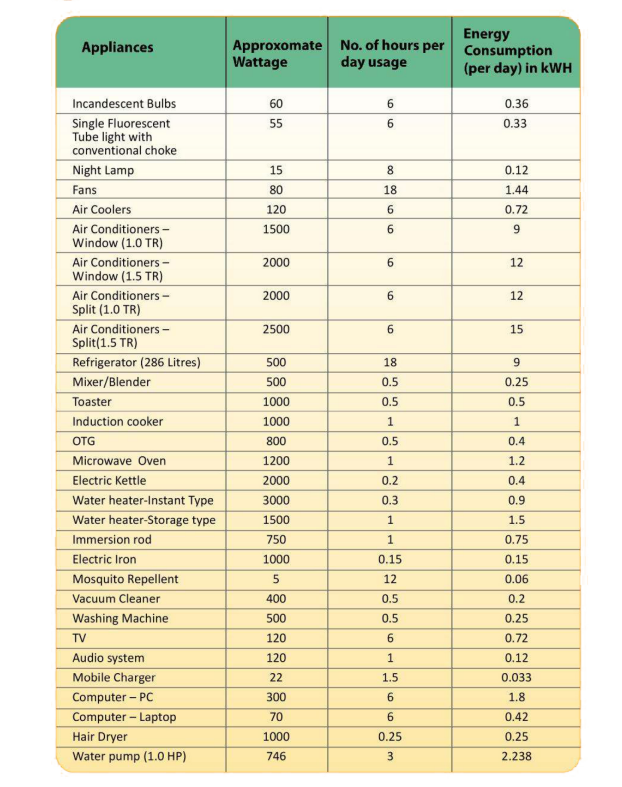 Appliances Approxomate Wattage No. of hours per day usage Energy Consumption (per day) in kWH
Incandescent Bulbs 60 6 0.36
Single Fluorescent Tube light with conventional choke 55 6 0.33
Night Lamp 15 8 0.12
Fans 80 18 1.44
Air Coolers 120 6 0.72
Air Conditioners – Window (1.0 TR) 1500 6 9
Air Conditioners – Window (1.5 TR) 2000 6 12
Air Conditioners – Split (1.0 TR) 2000 6 12
Air Conditioners – Split(1.5 TR) 2500 6 15
Refrigerator (286 Litres) 500 18 9
Mixer/Blender 500 0.5 0.25
Toaster 1000 0.5 0.5
Induction cooker 1000 1 1
OTG 800 0.5 0.4
Microwave Oven 1200 1 1.2
Electric Kettle 2000 0.2 0.4
Water heater-Instant Type 3000 0.3 0.9
Water heater-Storage type 1500 1 1.5
Immersion rod 750 1 0.75
Electric Iron 1000 0.15 0.15
Mosquito Repellent 5 12 0.06
Vacuum Cleaner 400 0.5 0.2
Washing Machine 500 0.5 0.25
TV 120 6 0.72
Audio system 120 1 0.12
Mobile Charger 22 1.5 0.033
Computer – PC 300 6 1.8
Computer – Laptop 70 6 0.42
Hair Dryer 1000 0.25 0.25
Water pump (1.0 HP) 746 3 2.238